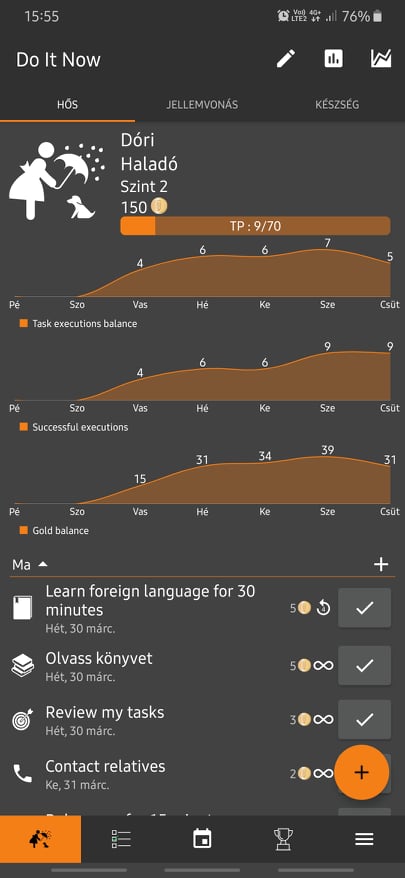 15:55
Vo)) LTE2 4G+ 76%
Do It Now
HŐS JELLEMVONÁS KÉSZSÉG
Dóri
Haladó
Szint 2
150
TP : 9/70
4 6 6 7 5
Pé Szo Vas Hé Ke Sze Csüt
Task executions balance
4 6 6 9 9
Pé Szo Vas Hé Ke Sze Csüt
Successful executions
15 31 34 39 31
Pé Szo Vas Hé Ke Sze Csüt
Gold balance
Ma
Learn foreign language for 30
minutes
5
Hét, 30 márc.
Olvass könyvet
5
Hét, 30 márc.
Review my tasks
3
Hét, 30 márc.
Contact relatives
2
Ke, 31 márc.